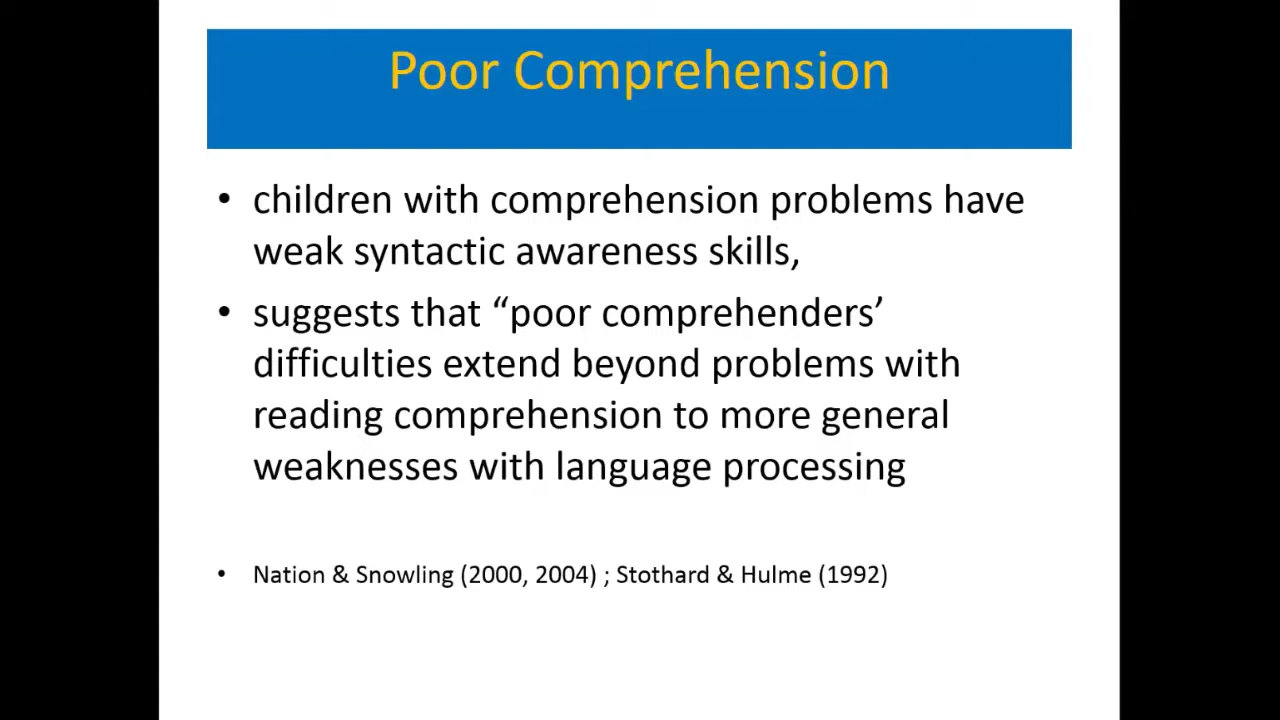 Poor Comprehension
• children with comprehension problems have
weak syntactic awareness skills,
• suggests that “poor comprehenders’
difficulties extend beyond problems with
reading comprehension to more general
weaknesses with language processing
• Nation & Snowling (2000, 2004) ; Stothard & Hulme (1992)